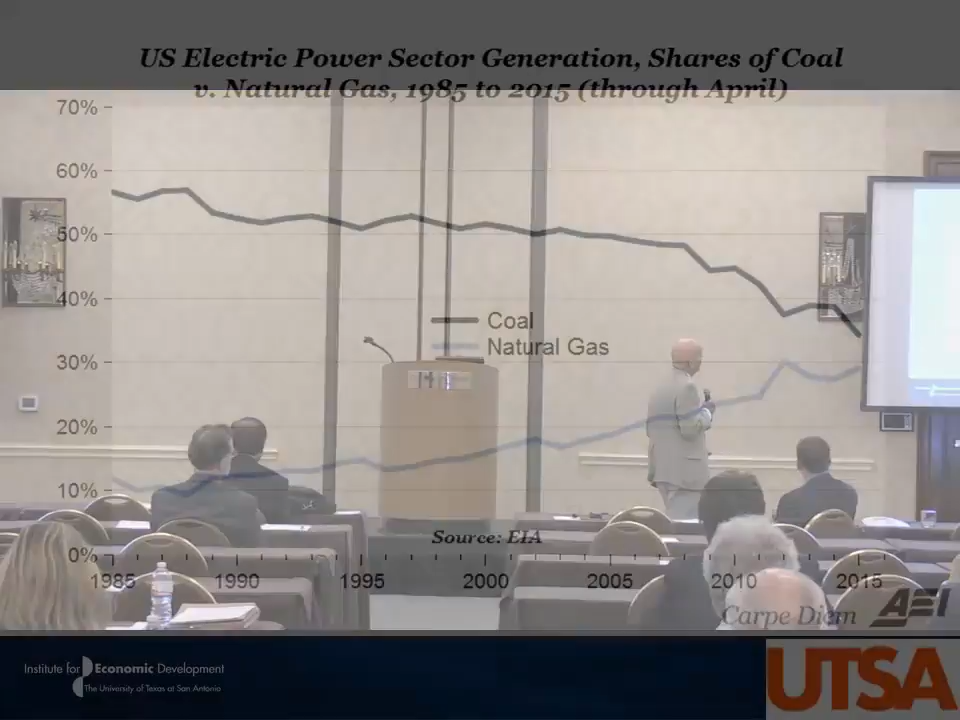 US Electric Power Sector Generation, Shares of Coal
v. Natural Gas, 1985 to 2015 (through April)
70%
60%
50%
40%
30%
20%
10%
0%
Coal
Natural Gas
Source: EIA
1985 1990 1995 2000 2005 2010 2015
Carpe Diem AEI
Institute for Economic Development
The University of Texas at San Antonio
UTSA